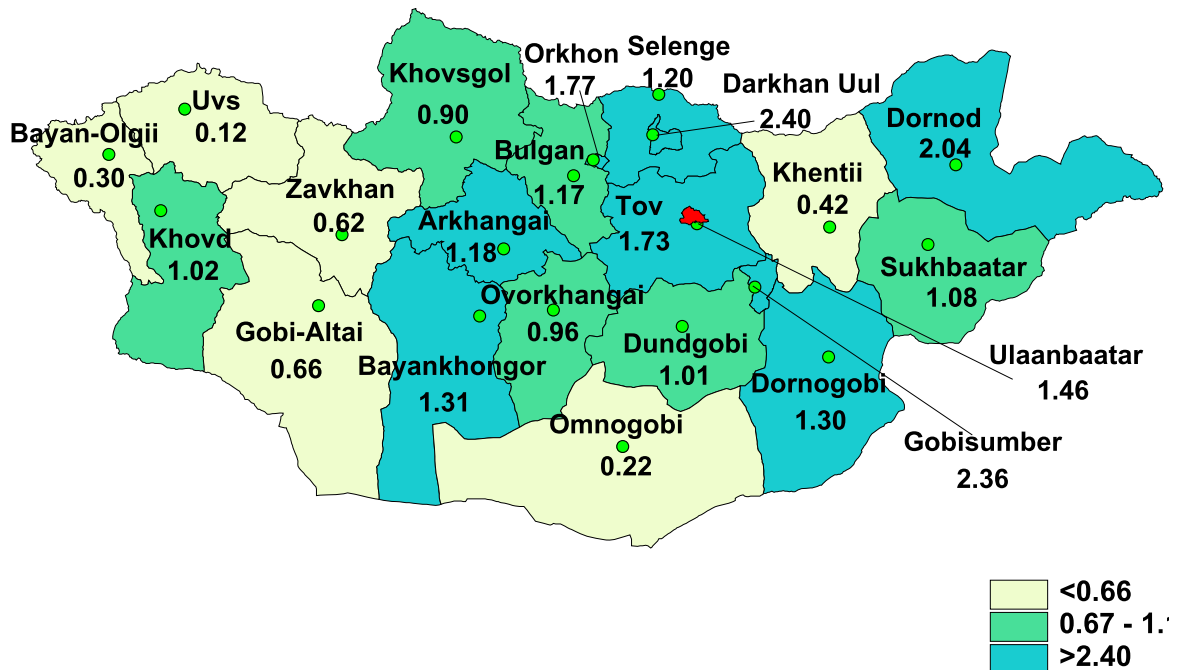 Orkhon
1.77
Selenge
1.20
Khovsgol
0.90
Darkhan Uul
2.40
Uvs
0.12
Bayan-Olgii
0.30
Dornod
2.04
Bulgan
1.17
Khentii
0.42
Zavkhan
0.62
Arkhangai
1.18
Tov
1.73
Khovd
1.02
Sukhbaatar
1.08
Ovorkhangai
0.96
Gobi-Altai
0.66
Dundgobi
1.01
Bayankhongor
1.31
Ulaanbaatar
1.46
Dornogobi
1.30
Omnogobi
0.22
Gobisumber
2.36
<0.66
0.67 - 1.
>2.40